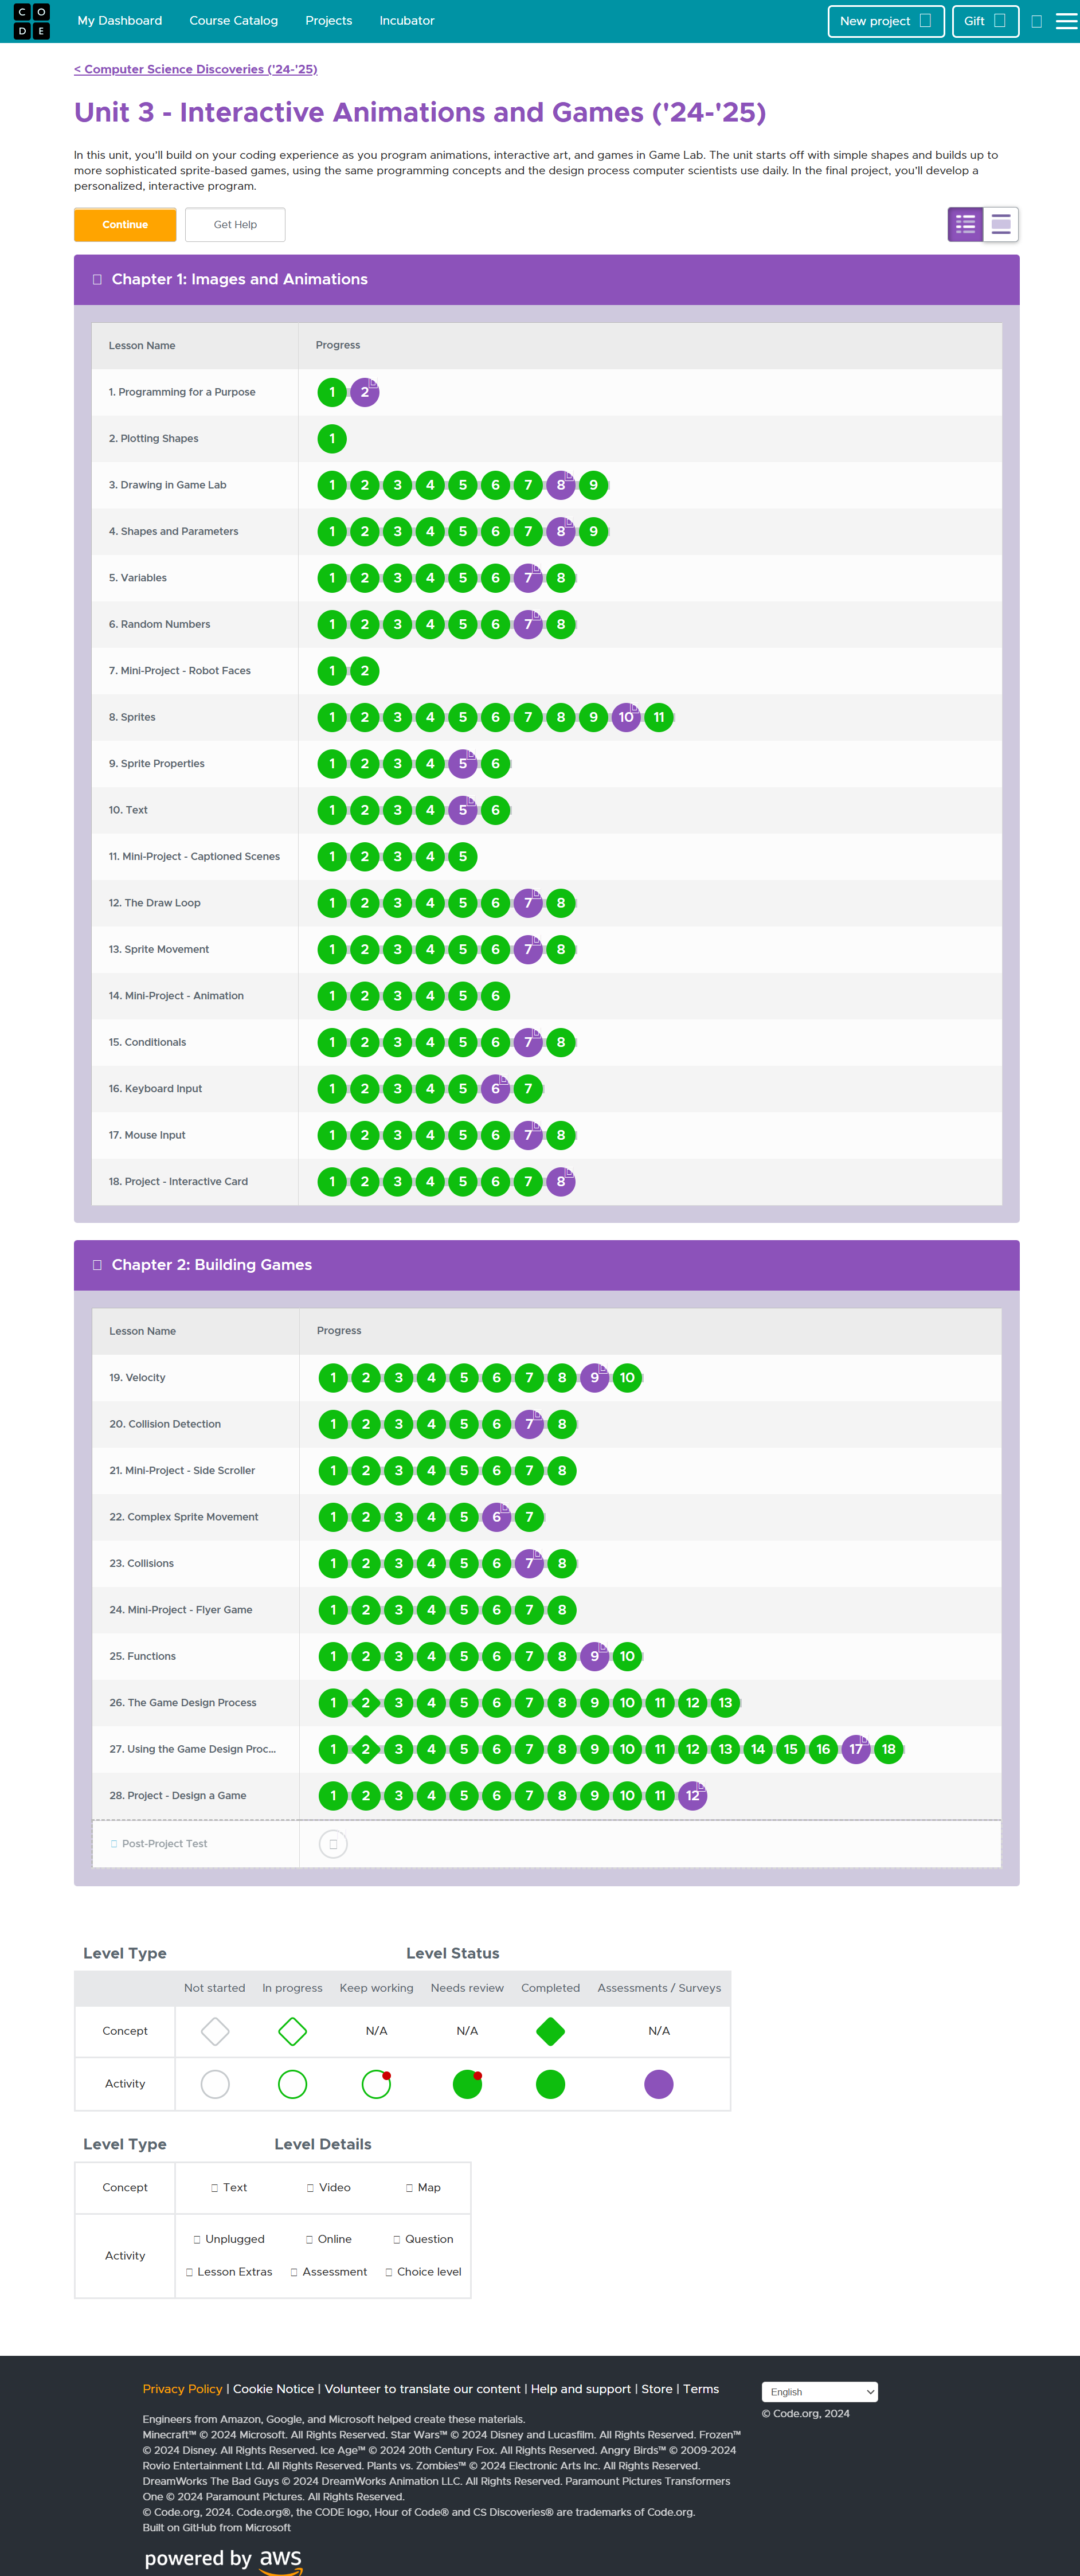 CODE
My Dashboard Course Catalog Projects Incubator New project Gift
< Computer Science Discoveries ('24-'25)
Unit 3 - Interactive Animations and Games ('24-'25)
In this unit, you'll build on your coding experience as you program animations, interactive art, and games in Game Lab. The unit starts off with simple shapes and builds up to
more sophisticated sprite-based games, using the same programming concepts and the design process computer scientists use daily. In the final project, you'll develop a
personalized, interactive program.
Continue Get Help
Chapter 1: Images and Animations
Lesson Name Progress
1. Programming for a Purpose 1 2
2. Plotting Shapes 1
3. Drawing in Game Lab 1 2 3 4 5 6 7 8 9
4. Shapes and Parameters 1 2 3 4 5 6 7 8 9
5. Variables 1 2 3 4 5 6 7 8
6. Random Numbers 1 2 3 4 5 6 7 8
7. Mini-Project - Robot Faces 1 2
8. Sprites 1 2 3 4 5 6 7 8 9 10 11
9. Sprite Properties 1 2 3 4 5 6
10. Text 1 2 3 4 5 6
11. Mini-Project - Captioned Scenes 1 2 3 4 5
12. The Draw Loop 1 2 3 4 5 6 7 8
13. Sprite Movement 1 2 3 4 5 6 7 8
14. Mini-Project - Animation 1 2 3 4 5 6
15. Conditionals 1 2 3 4 5 6 7 8
16. Keyboard Input 1 2 3 4 5 6 7
17. Mouse Input 1 2 3 4 5 6 7 8
18. Project - Interactive Card 1 2 3 4 5 6 7 8
Chapter 2: Building Games
Lesson Name Progress
19. Velocity 1 2 3 4 5 6 7 8 9 10
20. Collision Detection 1 2 3 4 5 6 7 8
21. Mini-Project - Side Scroller 1 2 3 4 5 6 7 8
22. Complex Sprite Movement 1 2 3 4 5 6 7
23. Collisions 1 2 3 4 5 6 7 8
24. Mini-Project - Flyer Game 1 2 3 4 5 6 7 8
25. Functions 1 2 3 4 5 6 7 8 9 10
26. The Game Design Process 1 2 3 4 5 6 7 8 9 10 11 12 13
27. Using the Game Design Proc... 1 2 3 4 5 6 7 8 9 10 11 12 13 14 15 16 17 18
28. Project - Design a Game 1 2 3 4 5 6 7 8 9 10 11 12
Post-Project Test
Level Type Level Status
Not started In progress Keep working Needs review Completed Assessments / Surveys
Concept N/A N/A N/A
Activity
Level Type Level Details
Concept Text Video Map
Activity Unplugged Online Question
Lesson Extras Assessment Choice level
Privacy Policy | Cookie Notice | Volunteer to translate our content | Help and support | Store | Terms
English
© Code.org, 2024
Engineers from Amazon, Google, and Microsoft helped create these materials.
Minecraft™ © 2024 Microsoft. All Rights Reserved. Star Wars™ © 2024 Disney and Lucasfilm. All Rights Reserved. Frozen™
© 2024 Disney. All Rights Reserved. Ice Age™ © 2024 20th Century Fox. All Rights Reserved. Angry Birds™ © 2009-2024
Rovio Entertainment Ltd. All Rights Reserved. Plants vs. Zombies™ © 2024 Electronic Arts Inc. All Rights Reserved.
DreamWorks The Bad Guys © 2024 DreamWorks Animation LLC. All Rights Reserved. Paramount Pictures Transformers
One © 2024 Paramount Pictures. All Rights Reserved.
© Code.org, 2024. Code.org®, the CODE logo, Hour of Code® and CS Discoveries® are trademarks of Code.org.
Built on GitHub from Microsoft
powered by aws